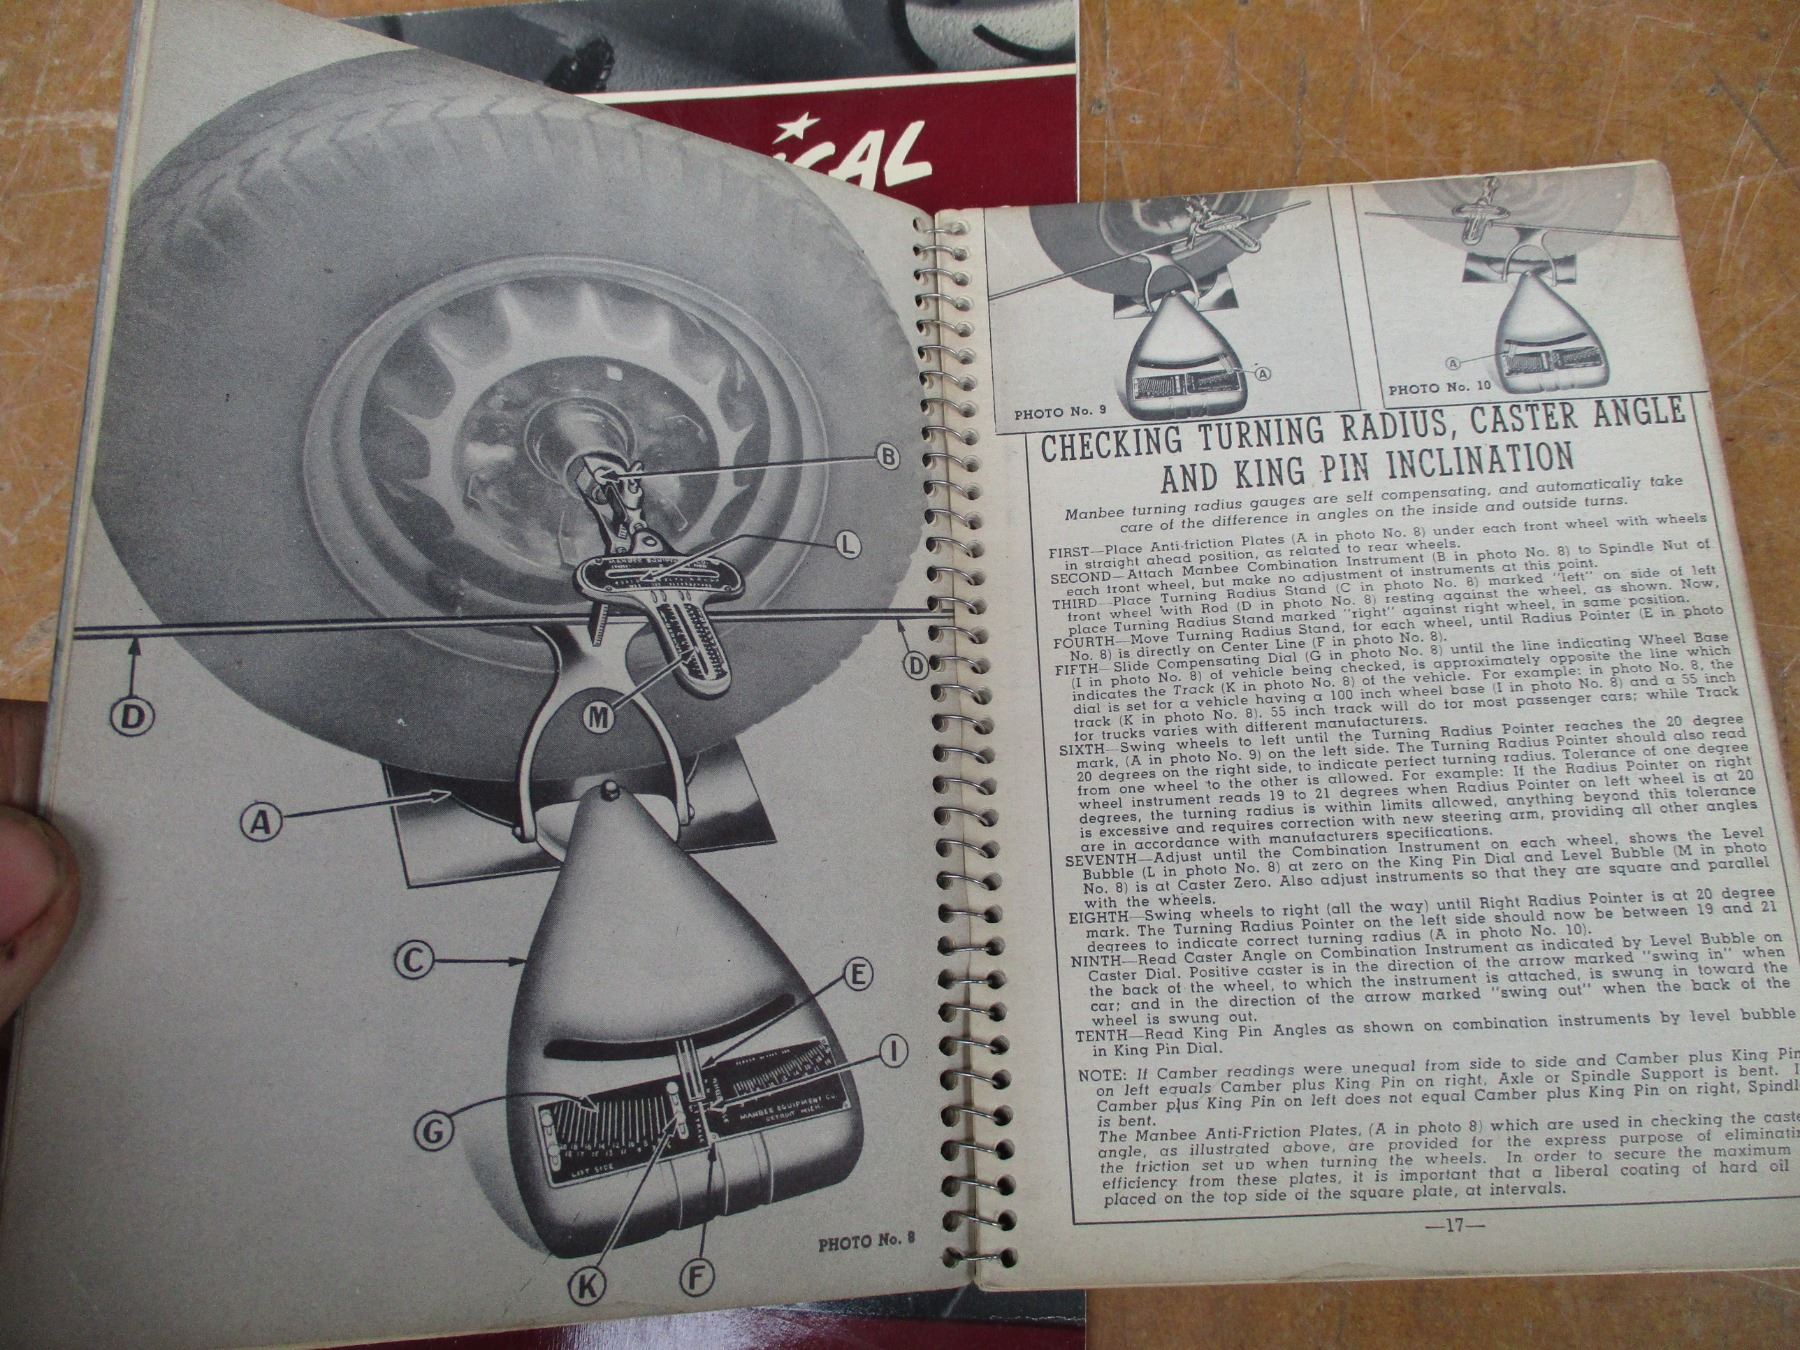 CAL
B
L
D
D
M
A
C
E
I
G
K
F
MANBEE EQUIPMENT CO.
DETROIT MICH.
LEFT SIDE
PHOTO No. 8
A
PHOTO No. 9
A
PHOTO No. 10
CHECKING TURNING RADIUS, CASTER ANGLE
AND KING PIN INCLINATION
Manbee turning radius gauges are self compensating, and automatically take
care of the difference in angles on the inside and outside turns.
FIRST—Place Anti-friction Plates (A in photo No. 8) under each front wheel with wheels
in straight ahead position, as related to rear wheels.
SECOND—Attach Manbee Combination Instrument (B in photo No. 8) to Spindle Nut of
each front wheel, but make no adjustment of instruments at this point.
THIRD—Place Turning Radius Stand (C in photo No. 8) marked "left" on side of left
front wheel with Rod (D in photo No. 8) resting against the wheel, as shown. Now,
place Turning Radius Stand marked "right" against right wheel, in same position.
FOURTH—Move Turning Radius Stand, for each wheel, until Radius Pointer (E in photo
No. 8) is directly on Center Line (F in photo No. 8).
FIFTH—Slide Compensating Dial (G in photo No. 8) until the line indicating Wheel Base
(I in photo No. 8) of vehicle being checked, is approximately opposite the line which
indicates the Track (K in photo No. 8) of the vehicle. For example: in photo No. 8, the
dial is set for a vehicle having a 100 inch wheel base (I in photo No. 8) and a 55 inch
track (K in photo No. 8). 55 inch track will do for most passenger cars; while Track
for trucks varies with different manufacturers.
SIXTH—Swing wheels to left until the Turning Radius Pointer reaches the 20 degree
mark, (A in photo No. 9) on the left side. The Turning Radius Pointer should also read
20 degrees on the right side, to indicate perfect turning radius. Tolerance of one degree
from one wheel to the other is allowed. For example: If the Radius Pointer on right
wheel instrument reads 19 to 21 degrees when Radius Pointer on left wheel is at 20
degrees, the turning radius is within limits allowed, anything beyond this tolerance
is excessive and requires correction with new steering arm, providing all other angles
are in accordance with manufacturers specifications.
SEVENTH—Adjust until the Combination Instrument on each wheel, shows the Level
Bubble (L in photo No. 8) at zero on the King Pin Dial and Level Bubble (M in photo
No. 8) is at Caster Zero. Also adjust instruments so that they are square and parallel
with the wheels.
EIGHTH—Swing wheels to right (all the way) until Right Radius Pointer is at 20 degree
mark. The Turning Radius Pointer on the left side should now be between 19 and 21
degrees to indicate correct turning radius (A in photo No. 10).
NINTH—Read Caster Angle on Combination Instrument as indicated by Level Bubble on
Caster Dial. Positive caster is in the direction of the arrow marked "swing in" when
the back of the wheel, to which the instrument is attached, is swung in toward the
car; and in the direction of the arrow marked "swing out" when the back of the
wheel is swung out.
TENTH—Read King Pin Angles as shown on combination instruments by level bubble
in King Pin Dial.
NOTE: If Camber readings were unequal from side to side and Camber plus King Pin
on left equals Camber plus King Pin on right, Axle or Spindle Support is bent.
Camber plus King Pin on left does not equal Camber plus King Pin on right, Spindl
is bent.
The Manbee Anti-Friction Plates, (A in photo 8) which are used in checking the caste
angle, as illustrated above, are provided for the express purpose of eliminatin
the friction set up when turning the wheels. In order to secure the maximum
efficiency from these plates, it is important that a liberal coating of hard oil
placed on the top side of the square plate, at intervals.
—17—